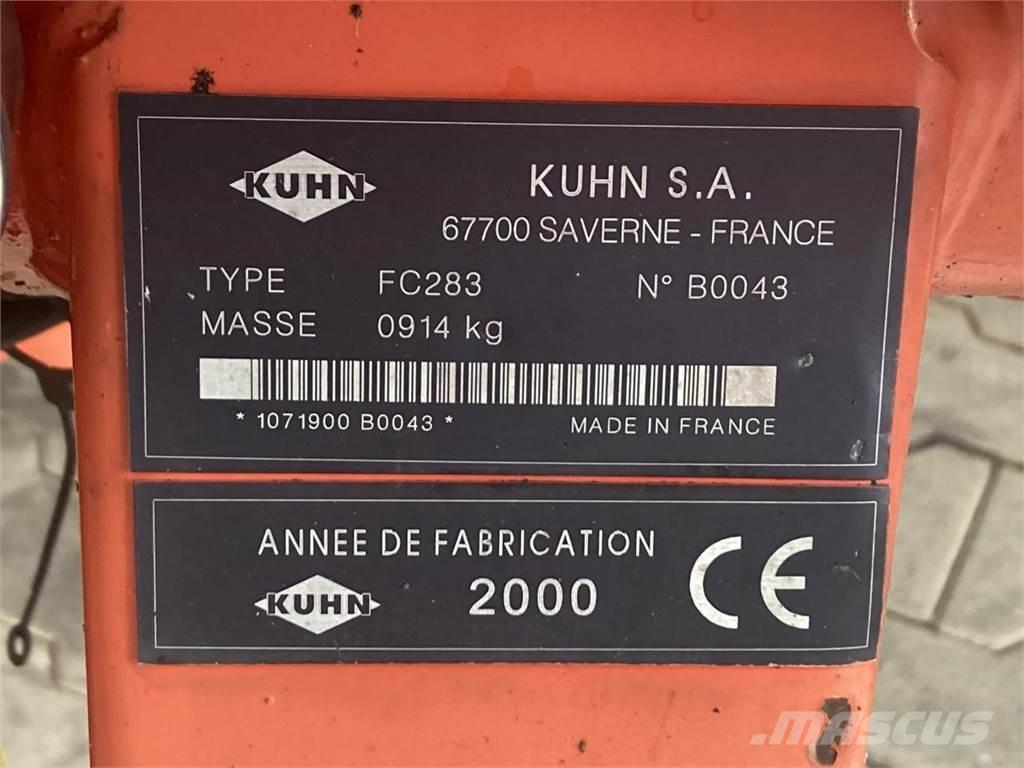 KUHN
KUHN S.A.
67700 SAVERNE - FRANCE
TYPE FC283 N° B0043
MASSE 0914 kg
* 1071900 B0043 * MADE IN FRANCE
ANNEE DE FABRICATION
KUHN 2000 CE
MASCUS